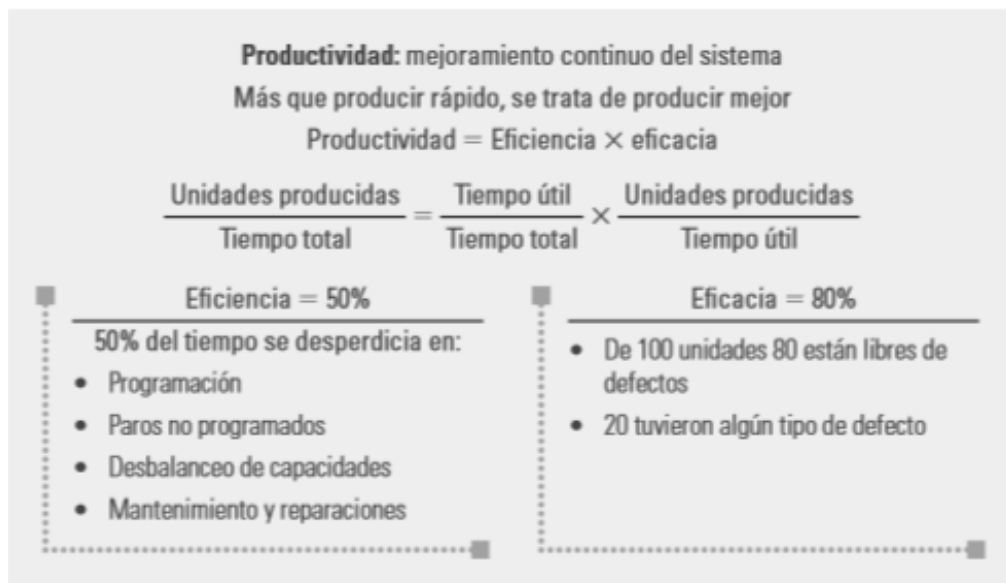 Productividad: mejoramiento continuo del sistema
Más que producir rápido, se trata de producir mejor
Productividad = Eficiencia × eficacia
Unidades producidas / Tiempo total = Tiempo útil / Tiempo total × Unidades producidas / Tiempo útil
Eficiencia = 50%
50% del tiempo se desperdicia en:
• Programación
• Paros no programados
• Desbalanceo de capacidades
• Mantenimiento y reparaciones
Eficacia = 80%
• De 100 unidades 80 están libres de
defectos
• 20 tuvieron algún tipo de defecto